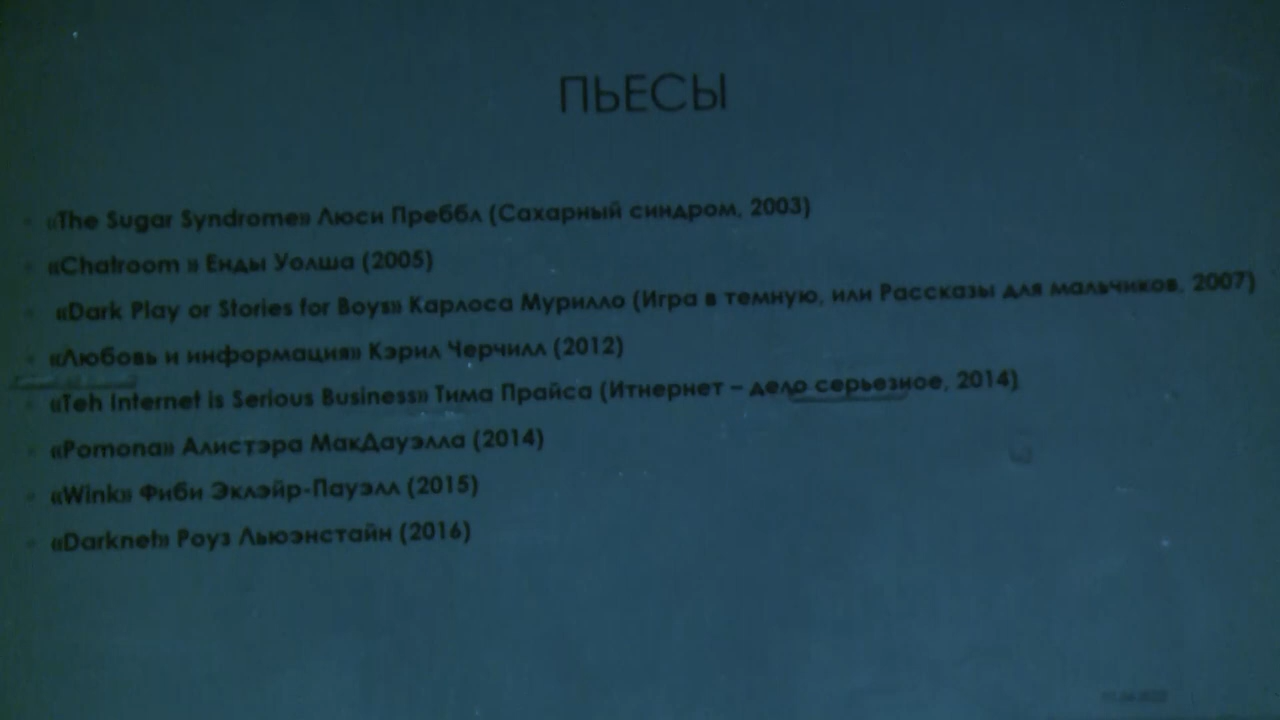 ПЬЕСЫ
«The Sugar Syndrome» Люси Преббл (Сахарный синдром, 2003)
«Chatroom » Енды Уолша (2005)
«Dark Play or Stories for Boys» Карлоса Мурилло (Игра в темную, или Рассказы для мальчиков, 2007)
«Любовь и информация» Кэрил Черчилл (2012)
«Teh Internet is Serious Business» Тима Прайса (Итнернет – дело серьезное, 2014)
«Pomona» Алистэра МакДауэлла (2014)
«Wink» Фиби Эклэйр-Пауэлл (2015)
«Darknet» Роуз Льюэнстайн (2016)